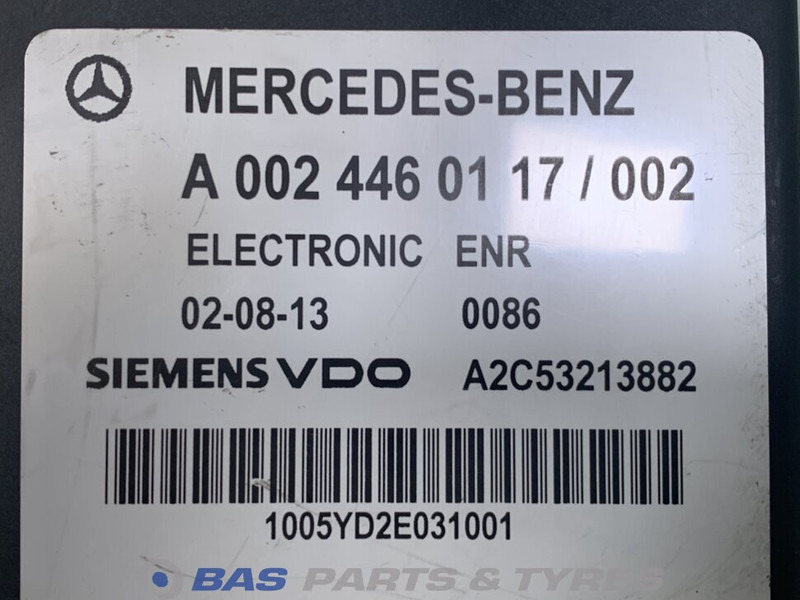 MERCEDES-BENZ
A 002 446 01 17 / 002
ELECTRONIC ENR
02-08-13 0086
SIEMENS VDO A2C53213882
1005YD2E031001
BAS PARTS & TYRES